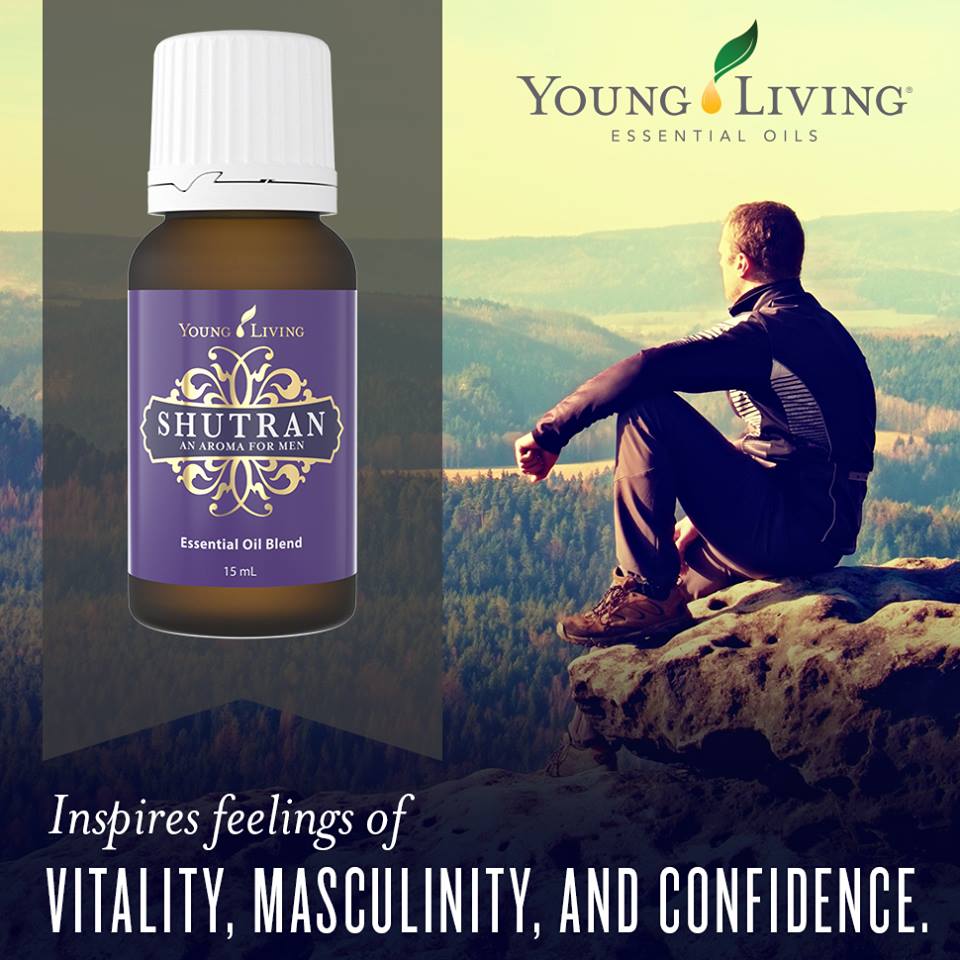 YOUNG LIVING®
ESSENTIAL OILS
YOUNG LIVING
SHUTRAN
AN AROMA FOR MEN
Essential Oil Blend
15 mL
Inspires feelings of
VITALITY, MASCULINITY, AND CONFIDENCE.